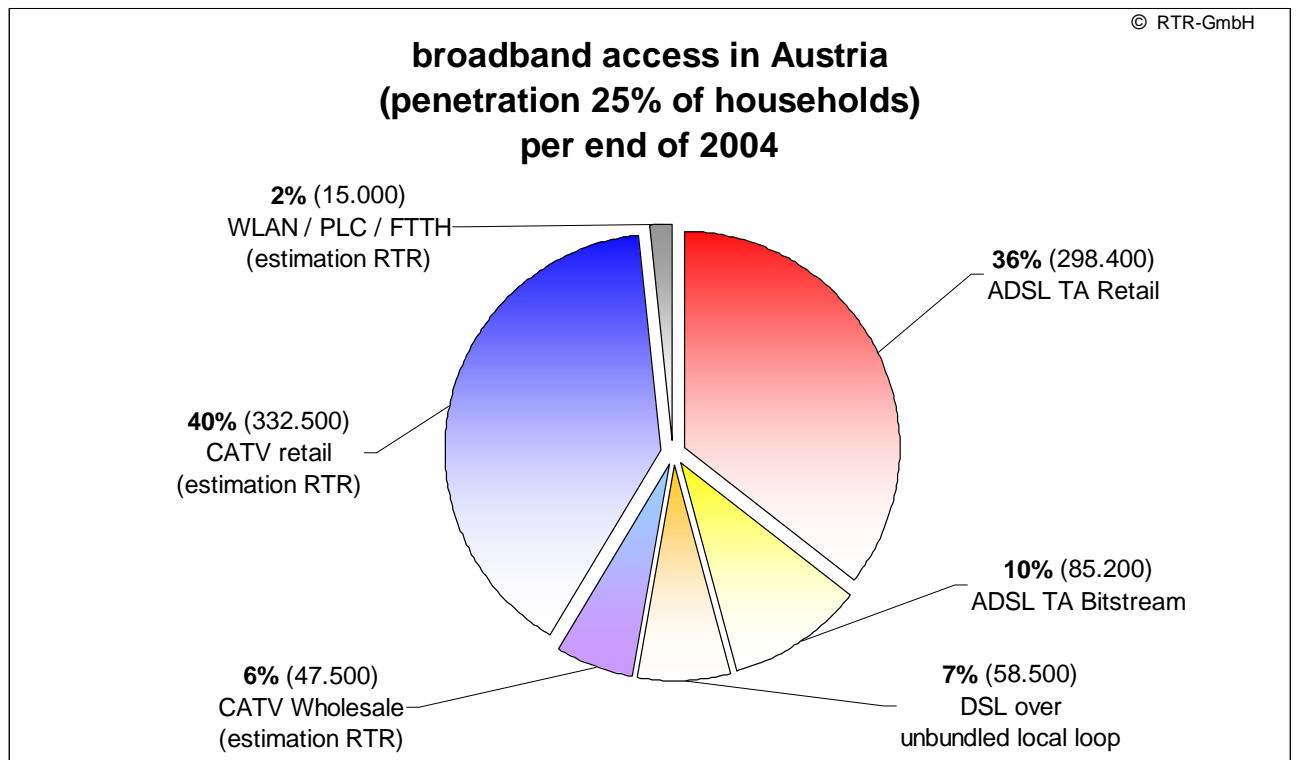 © RTR-GmbH
broadband access in Austria
(penetration 25% of households)
per end of 2004
2% (15.000)
WLAN / PLC / FTTH
(estimation RTR)
36% (298.400)
ADSL TA Retail
40% (332.500)
CATV retail
(estimation RTR)
10% (85.200)
ADSL TA Bitstream
6% (47.500)
CATV Wholesale
(estimation RTR)
7% (58.500)
DSL over
unbundled local loop